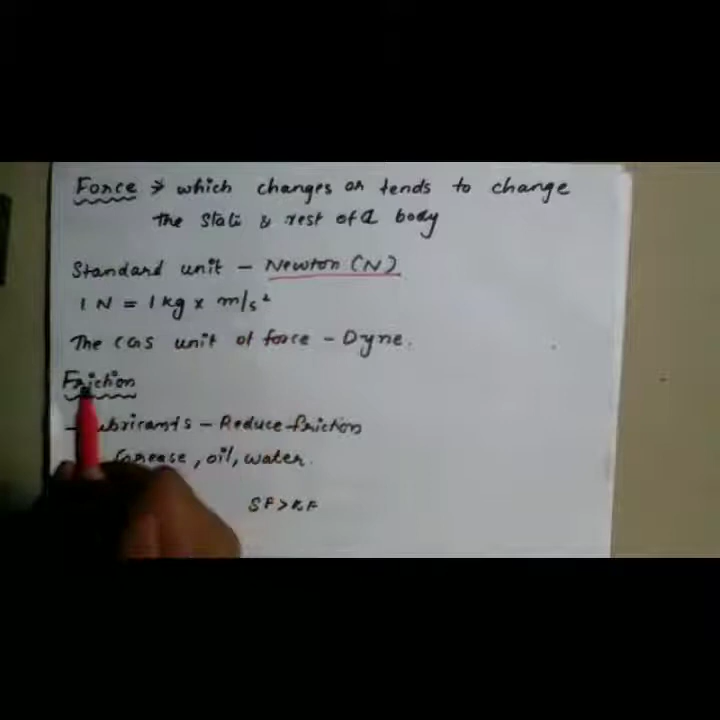 Force → which changes or tends to change
the state & rest of a body
Standard unit - Newton (N)
1 N = 1 kg x m/s²
The CGS unit of force - Dyne.
Friction
- Lubricants - Reduce friction
Grease, oil, water.
SF > KF